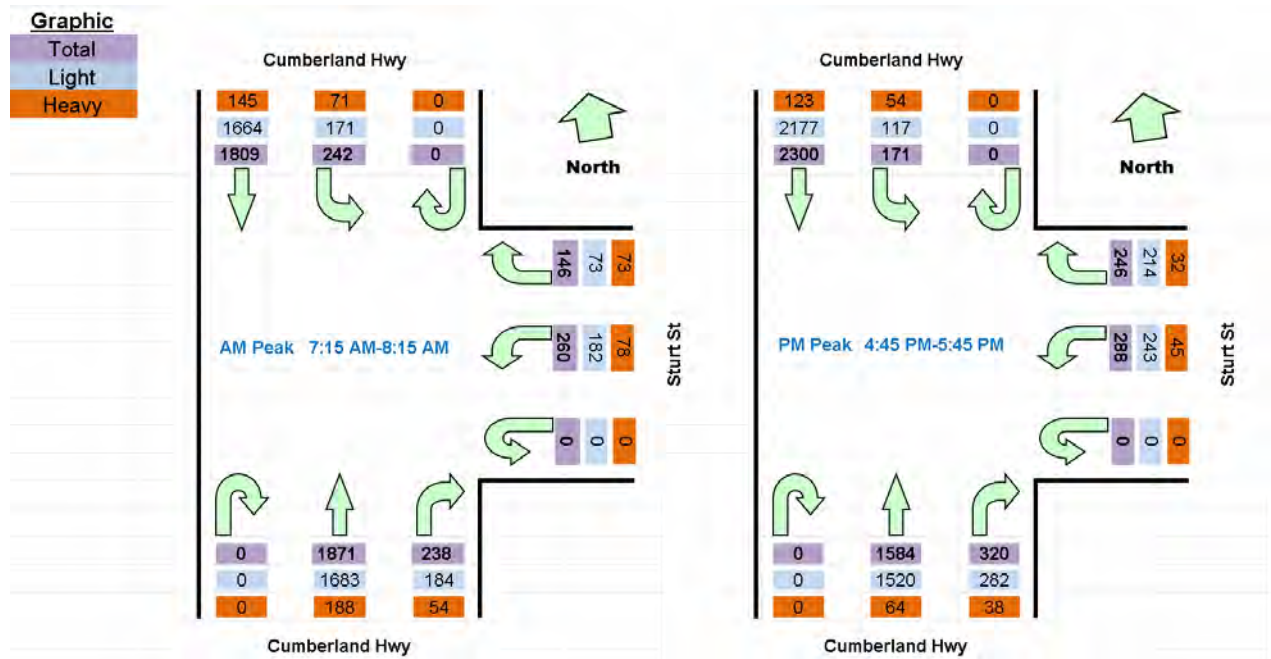 Graphic
Total
Light
Heavy
Cumberland Hwy
145 71 0
1664 171 0
1809 242 0
North
146 73 73
AM Peak 7:15 AM-8:15 AM
260 182 78
Sturt St
0 0 0
0 1871 238
0 1683 184
0 188 54
Cumberland Hwy
Cumberland Hwy
123 54 0
2177 117 0
2300 171 0
North
246 214 32
PM Peak 4:45 PM-5:45 PM
288 243 45
Sturt St
0 0 0
0 1584 320
0 1520 282
0 64 38
Cumberland Hwy